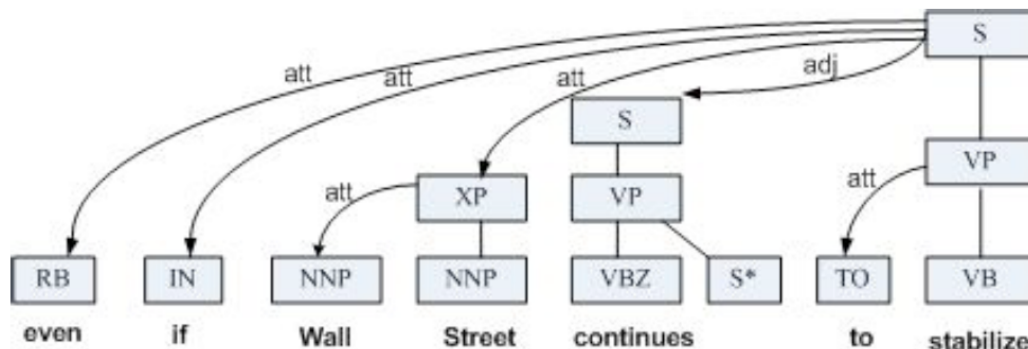 S
att att att adj
S
att XP VP att VP
RB IN NNP NNP VBZ S* TO VB
even if Wall Street continues to stabilize